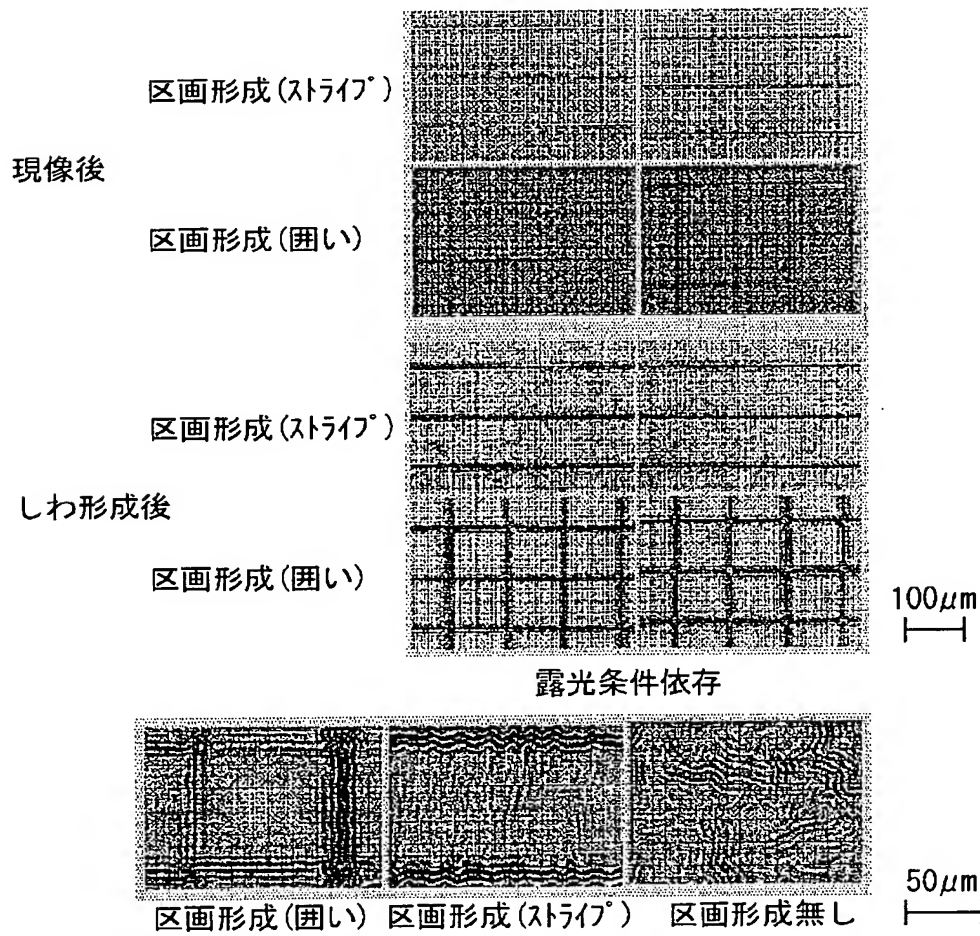 区画形成(ストライプ)
現像後
区画形成(囲い)
区画形成(ストライプ)
しわ形成後
区画形成(囲い)
100μm
露光条件依存
50μm
区画形成(囲い) 区画形成(ストライプ) 区画形成無し